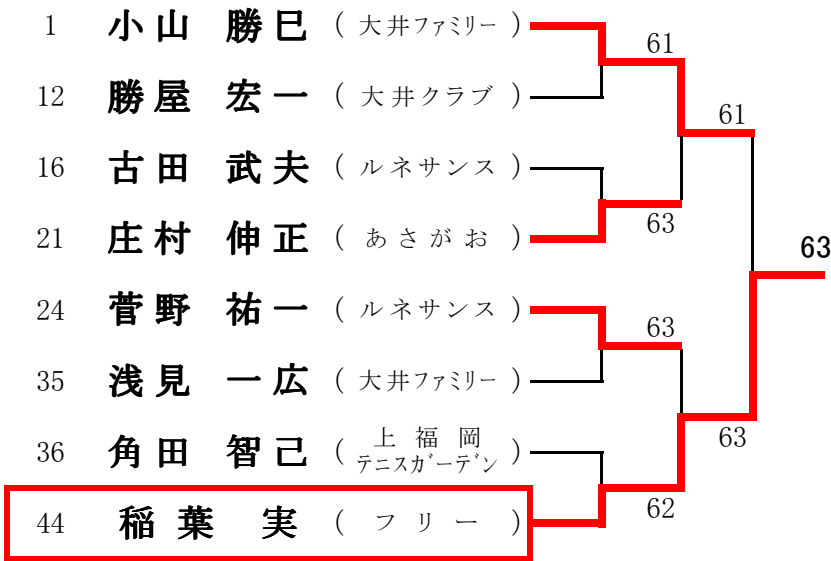 1 小山 勝巳 ( 大井ファミリー )
61
12 勝屋 宏一 ( 大井クラブ )
61
16 古田 武夫 ( ルネサンス )
63
21 庄村 伸正 ( あさがお )
63
24 菅野 祐一 ( ルネサンス )
63
35 浅見 一広 ( 大井ファミリー )
63
36 角田 智己 ( 上福岡
テニスガーデン )
62
44 稲葉 実 ( フリー )